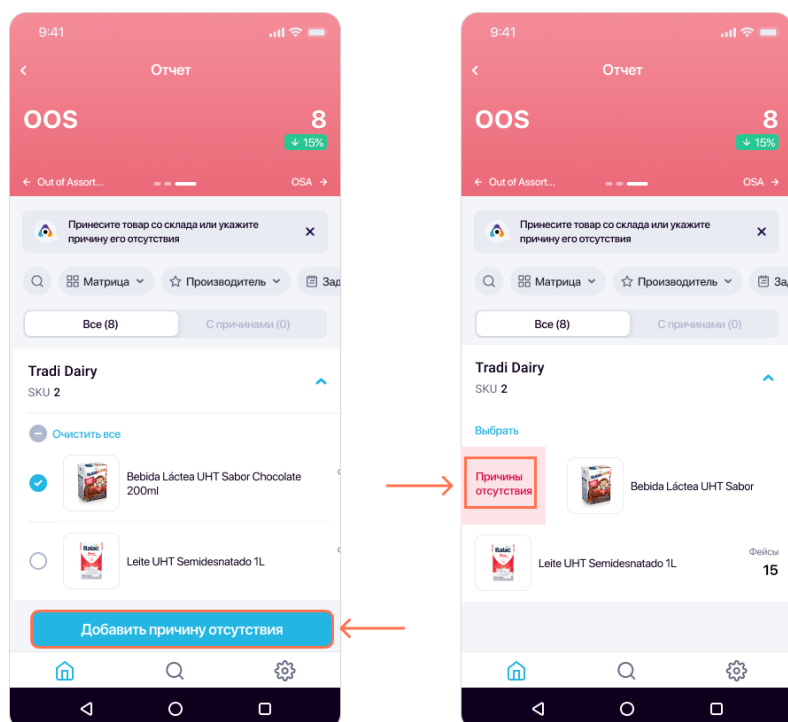 9:41
Отчет
OOS
8
↓ 15%
← Out of Assort...
OSA →
Принесите товар со склада или укажите
причину его отсутствия
Матрица
Производитель
Зад
Все (8)
С причинами (0)
Tradi Dairy
SKU 2
Очистить все
Bebida Láctea UHT Sabor Chocolate
200ml
Italac
Leite UHT Semidesnatado 1L
Добавить причину отсутствия
9:41
Отчет
OOS
8
↓ 15%
← Out of Assort...
OSA →
Принесите товар со склада или укажите
причину его отсутствия
Матрица
Производитель
Зад
Все (8)
С причинами (0)
Tradi Dairy
SKU 2
Выбрать
Причины
отсутствия
Bebida Láctea UHT Sabor
Italac
Leite UHT Semidesnatado 1L
Фейсы
15